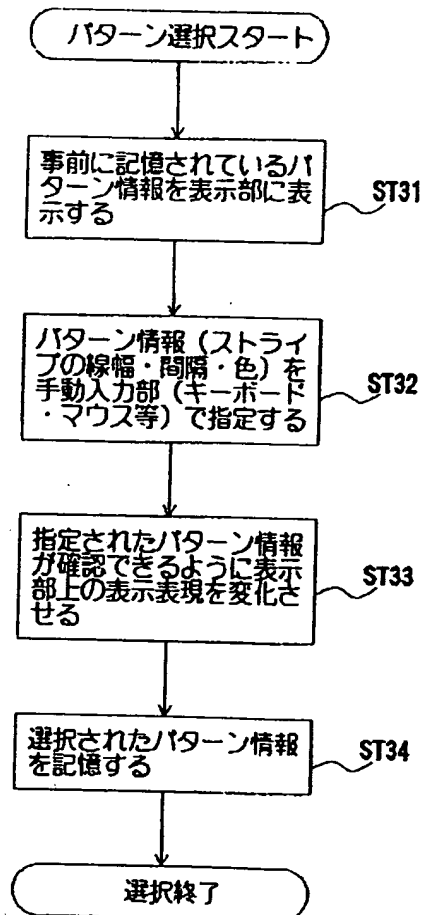 パターン選択スタート
事前に記憶されているパ
ターン情報を表示部に表
示する
ST31
パターン情報（ストライ
プの線幅・間隔・色）を
手動入力部（キーボード
・マウス等）で指定する
ST32
指定されたパターン情報
が確認できるように表示
部上の表示表現を変化さ
せる
ST33
選択されたパターン情報
を記憶する
ST34
選択終了